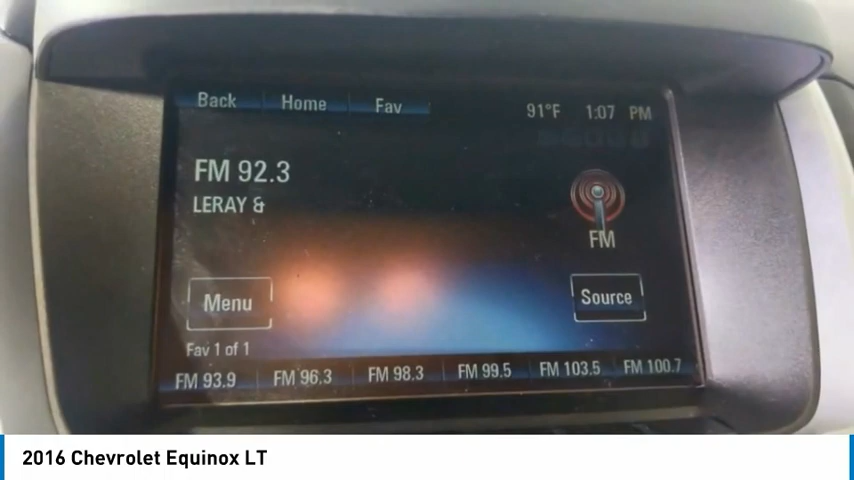 Back Home Fav 91°F 1:07 PM
FM 92.3
LERAY &
FM
Menu Source
Fav 1 of 1
FM 93.9 FM 96.3 FM 98.3 FM 99.5 FM 103.5 FM 100.7
2016 Chevrolet Equinox LT